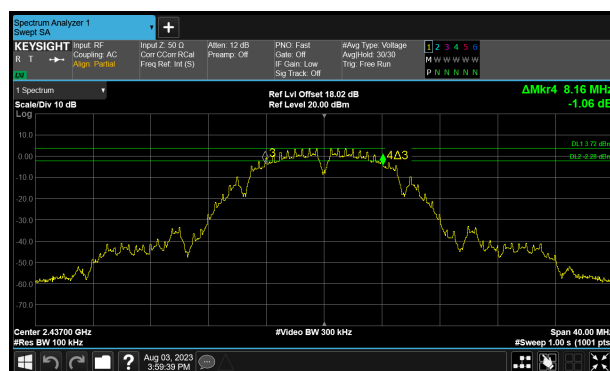 Spectrum Analyzer 1
Swept SA
+
KEYSIGHT Input: RF Input Z: 50 Ω Atten: 12 dB PNO: Fast #Avg Type: Voltage 1 2 3 4 5 6
R T Coupling: AC Corr CCorr RCal Preamp: Off Gate: Off Avg|Hold: 30/30 M W W W W W
Align: Partial Freq Ref: Int (S) IF Gain: Low Trig: Free Run
Sig Track: Off P N N N N N
LXI
1 Spectrum Ref Lvl Offset 18.02 dB ΔMkr4 8.16 MHz
Scale/Div 10 dB Ref Level 20.00 dBm -1.06 dB
Log
10.0
DL1 3.72 dBm
0.00 3 4Δ3
DL2 -2.28 dBm
-10.0
-20.0
-30.0
-40.0
-50.0
-60.0
-70.0
Center 2.43700 GHz #Video BW 300 kHz Span 40.00 MHz
#Res BW 100 kHz #Sweep 1.00 s (1001 pts)
? Aug 03, 2023
3:59:39 PM